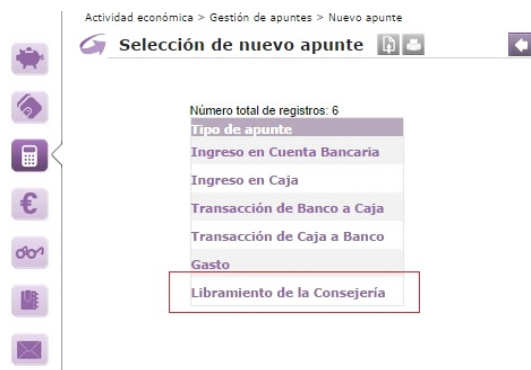 Actividad económica > Gestión de apuntes > Nuevo apunte
Selección de nuevo apunte
Número total de registros: 6
Tipo de apunte
Ingreso en Cuenta Bancaria
Ingreso en Caja
Transacción de Banco a Caja
Transacción de Caja a Banco
Gasto
Libramiento de la Consejería